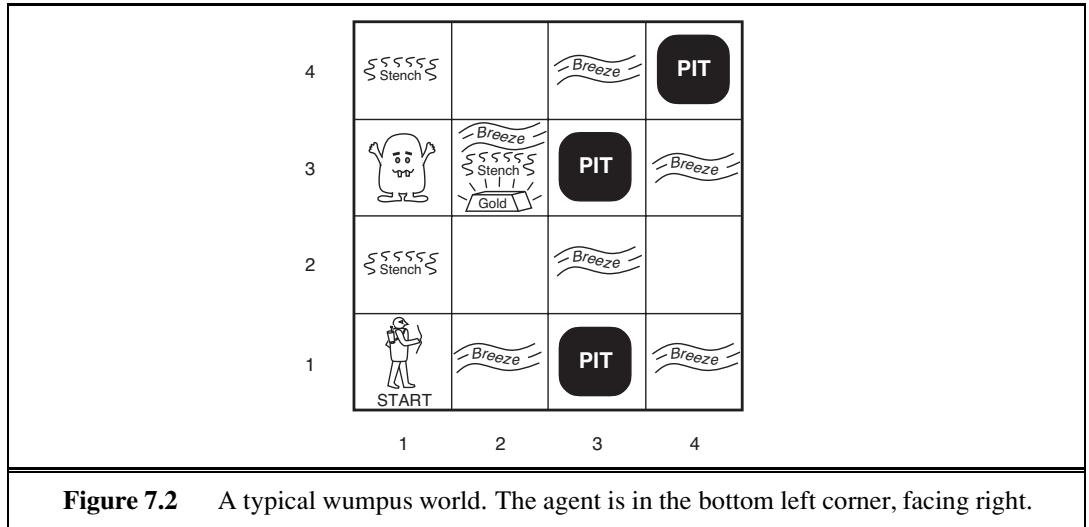 4 Stench Breeze PIT
3 Breeze Stench Gold PIT Breeze
2 Stench Breeze
1 START Breeze PIT Breeze
1 2 3 4
Figure 7.2 A typical wumpus world. The agent is in the bottom left corner, facing right.